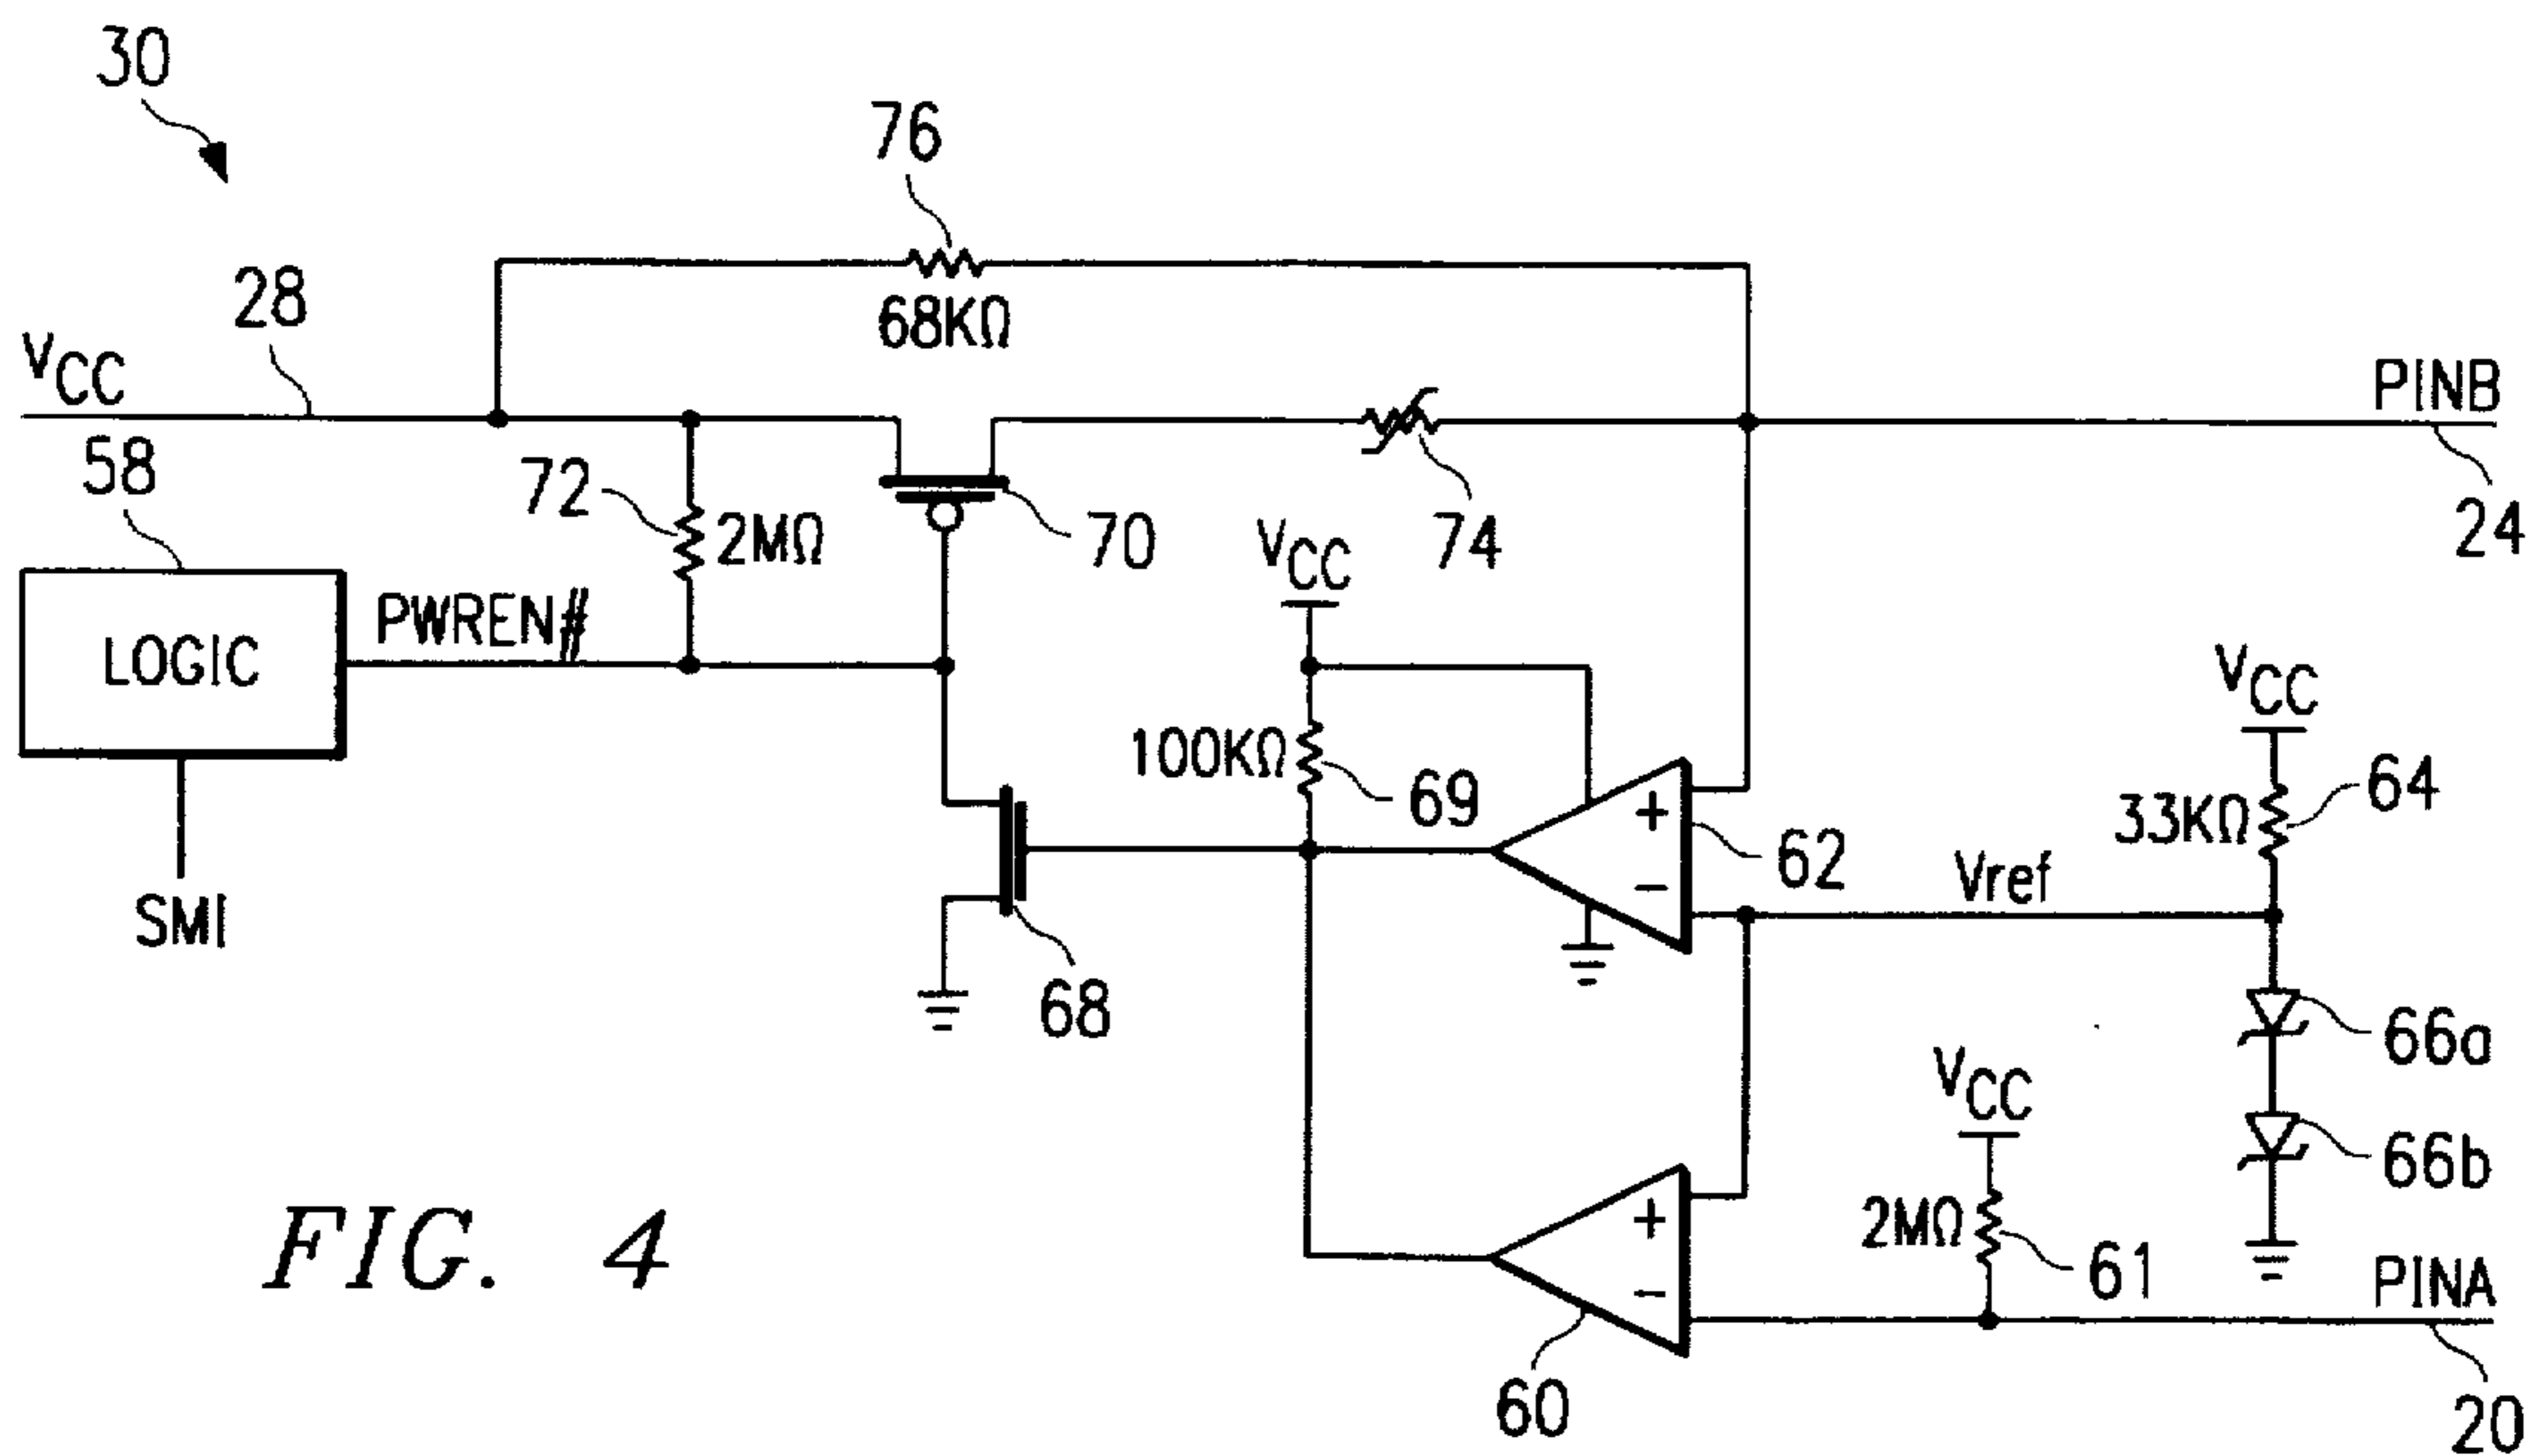 30
76
68KΩ
28
VCC
PINB
24
58
LOGIC
PWREN#
SMI
72
2MΩ
70
74
VCC
100KΩ
69
62
VCC
33KΩ
64
Vref
68
66a
66b
VCC
2MΩ
61
60
PINA
20
+
−
+
−
FIG. 4